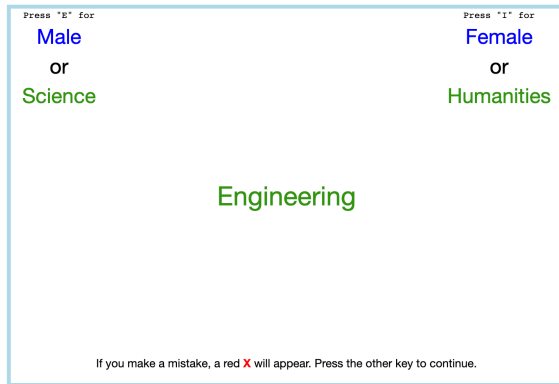 Press "E" for
Male
or
Science
Press "I" for
Female
or
Humanities
Engineering
If you make a mistake, a red X will appear. Press the other key to continue.